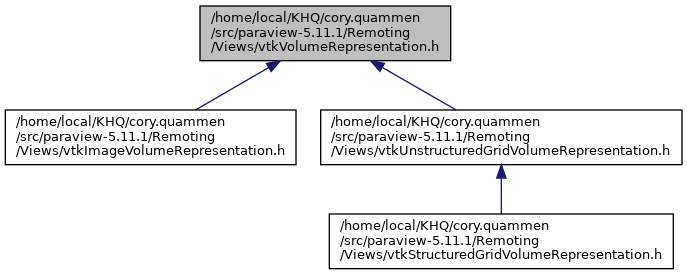 /home/local/KHQ/cory.quammen
/src/paraview-5.11.1/Remoting
/Views/vtkVolumeRepresentation.h
/home/local/KHQ/cory.quammen
/src/paraview-5.11.1/Remoting
/Views/vtkImageVolumeRepresentation.h
/home/local/KHQ/cory.quammen
/src/paraview-5.11.1/Remoting
/Views/vtkUnstructuredGridVolumeRepresentation.h
/home/local/KHQ/cory.quammen
/src/paraview-5.11.1/Remoting
/Views/vtkStructuredGridVolumeRepresentation.h